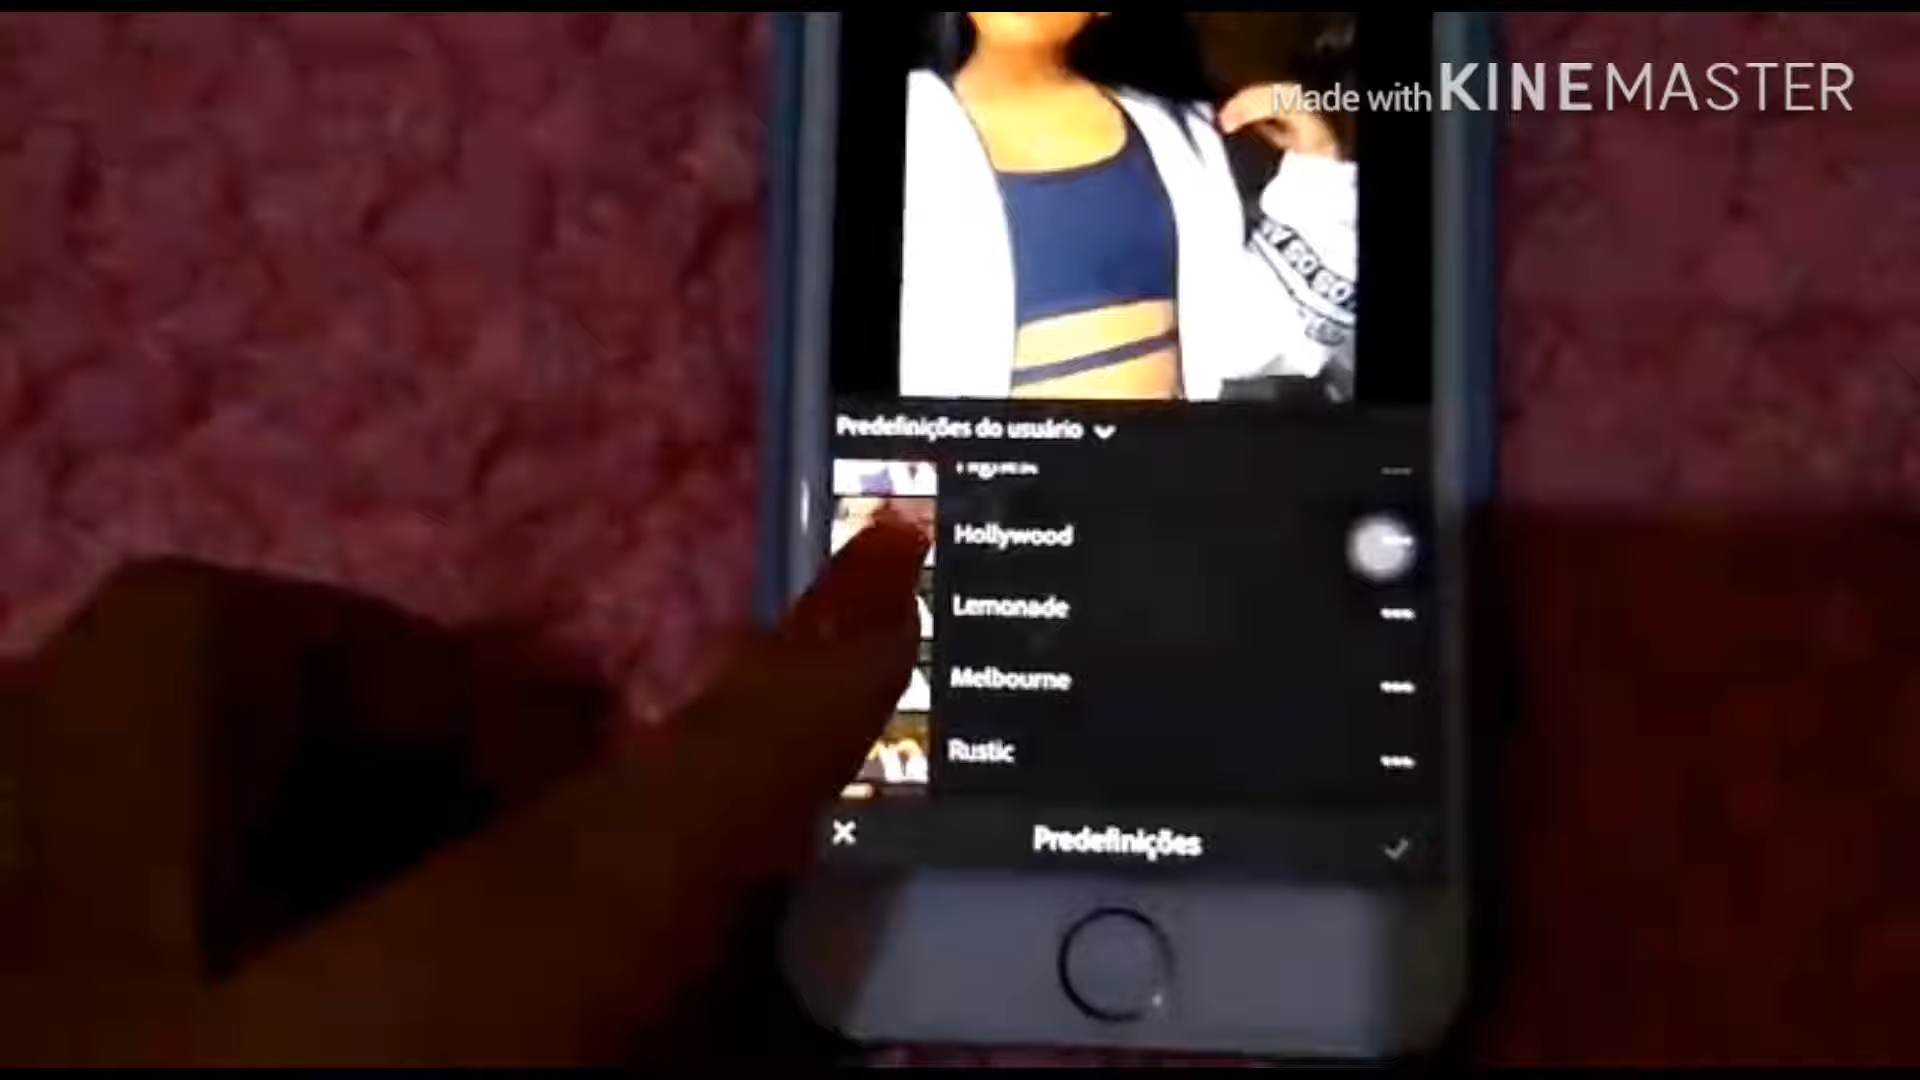 Made with KINEMASTER
Predefinições do usuário
Hollywood
Lemonade
Melbourne
Rustic
Predefinições